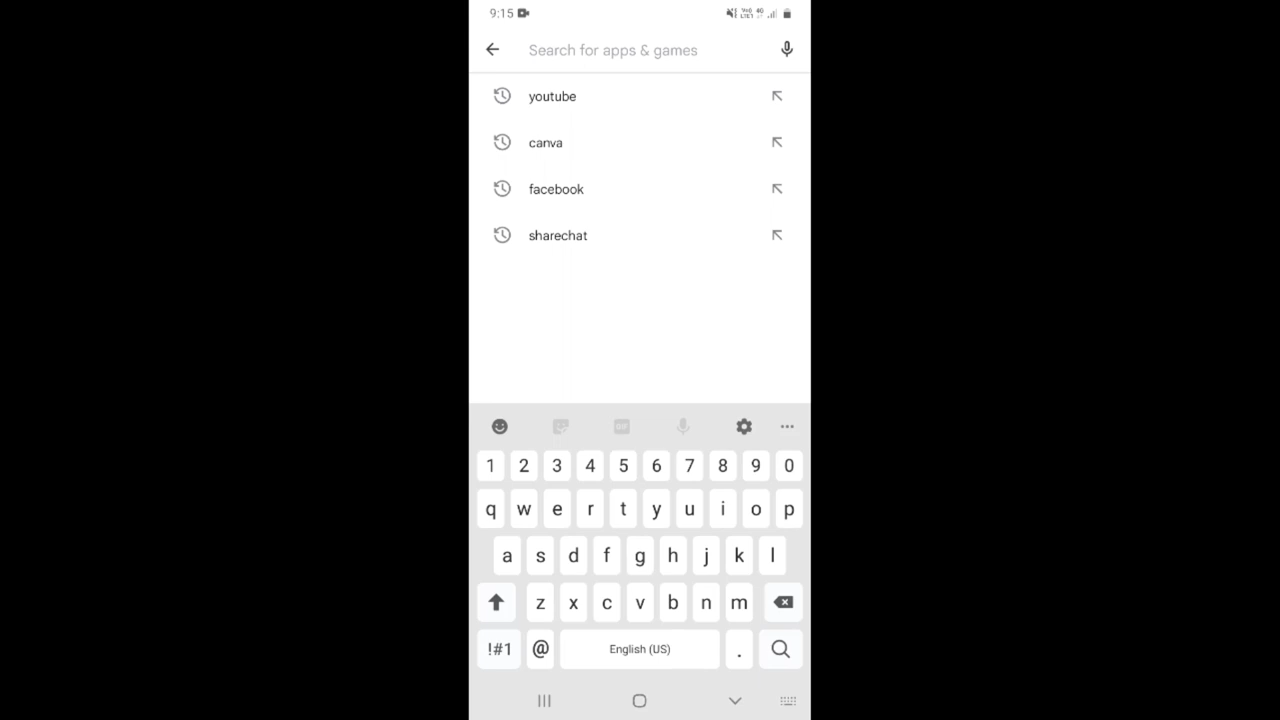 9:15
Search for apps & games
youtube
canva
facebook
sharechat
GIF
1 2 3 4 5 6 7 8 9 0
q w e r t y u i o p
a s d f g h j k l
z x c v b n m
!#1 @ English (US) .